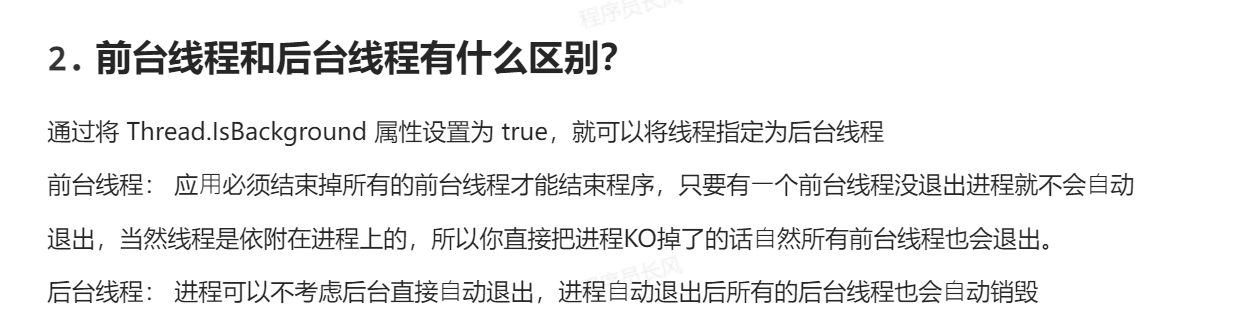 程序员长风
2. 前台线程和后台线程有什么区别？
通过将 Thread.IsBackground 属性设置为 true，就可以将线程指定为后台线程
前台线程： 应用必须结束掉所有的前台线程才能结束程序，只要有一个前台线程没退出进程就不会自动
退出，当然线程是依附在进程上的，所以你直接把进程KO掉了的话自然所有前台线程也会退出。
程序员长风
后台线程： 进程可以不考虑后台直接自动退出，进程自动退出后所有的后台线程也会自动销毁